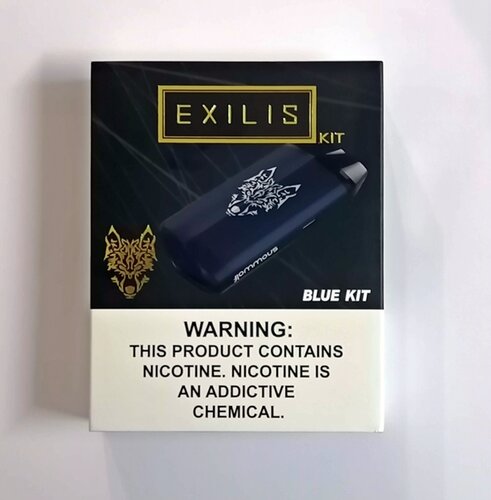 EXILIS
KIT
BLUE KIT
WARNING:
THIS PRODUCT CONTAINS
NICOTINE. NICOTINE IS
AN ADDICTIVE
CHEMICAL.